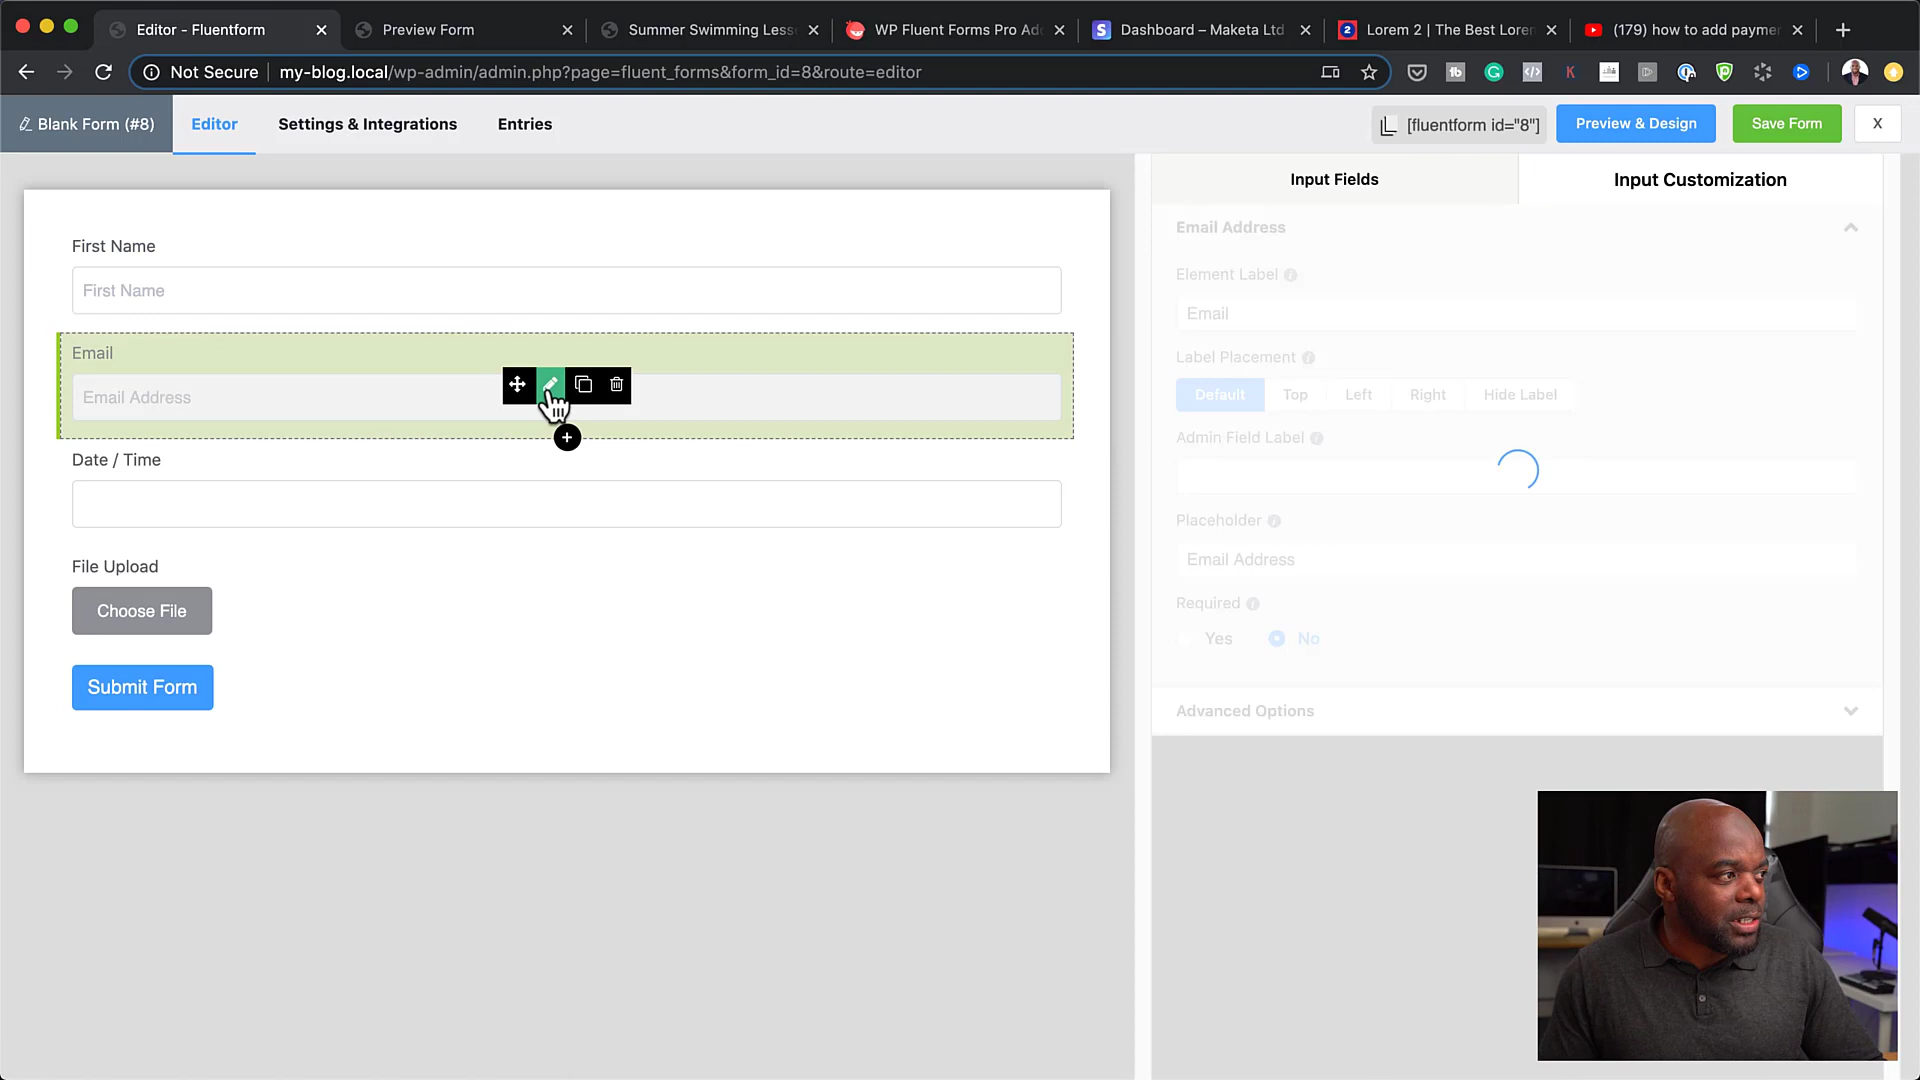 Editor - Fluentform
Preview Form
Summer Swimming Less
WP Fluent Forms Pro Add
Dashboard – Maketa Ltd
2 Lorem 2 | The Best Loren
(179) how to add paymen
Not Secure
my-blog.local/wp-admin/admin.php?page=fluent_forms&form_id=8&route=editor
Blank Form (#8)
Editor
Settings & Integrations
Entries
[fluentform id="8"]
Preview & Design
Save Form
X
Input Fields
Input Customization
First Name
First Name
Email
Email Address
Date / Time
File Upload
Choose File
Submit Form
Email Address
Element Label
Email
Label Placement
Default
Top
Left
Right
Hide Label
Admin Field Label
Placeholder
Email Address
Required
Yes
No
Advanced Options